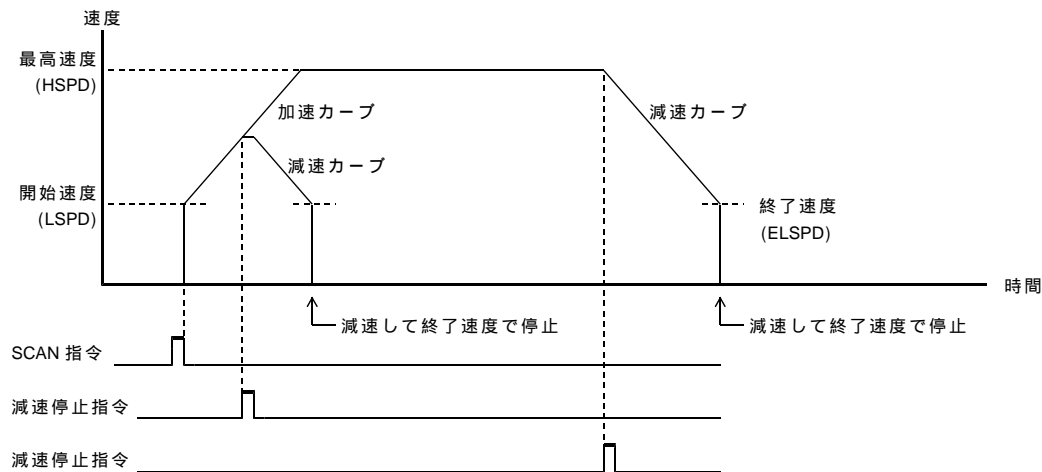 速度
最高速度
(HSPD)
加速カーブ
減速カーブ
減速カーブ
開始速度
(LSPD)
終了速度
(ELSPD)
時間
減速して終了速度で停止
減速して終了速度で停止
SCAN 指令
減速停止指令
減速停止指令